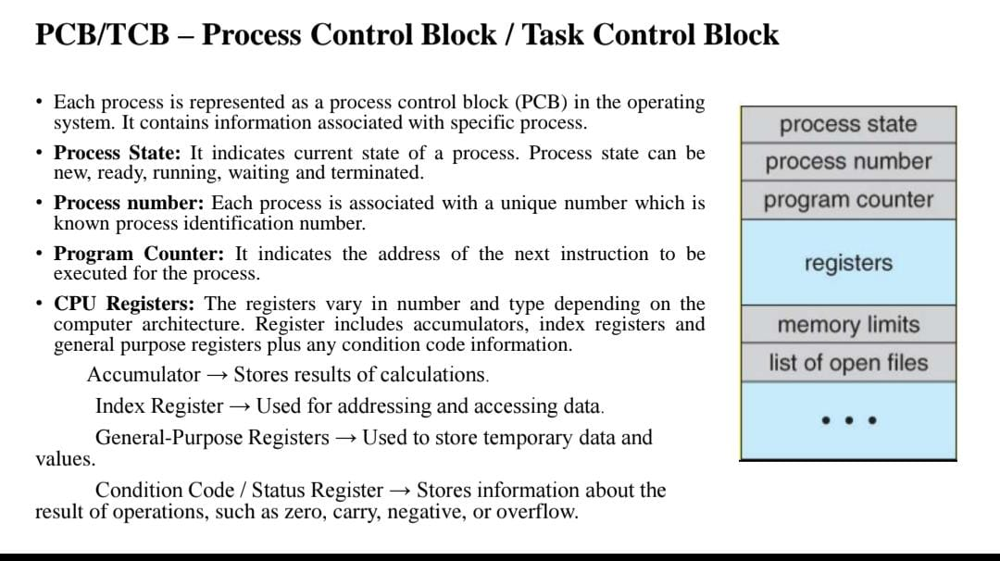 PCB/TCB – Process Control Block / Task Control Block
• Each process is represented as a process control block (PCB) in the operating
system. It contains information associated with specific process.
• Process State: It indicates current state of a process. Process state can be
new, ready, running, waiting and terminated.
• Process number: Each process is associated with a unique number which is
known process identification number.
• Program Counter: It indicates the address of the next instruction to be
executed for the process.
• CPU Registers: The registers vary in number and type depending on the
computer architecture. Register includes accumulators, index registers and
general purpose registers plus any condition code information.
Accumulator → Stores results of calculations.
Index Register → Used for addressing and accessing data.
General-Purpose Registers → Used to store temporary data and
values.
Condition Code / Status Register → Stores information about the
result of operations, such as zero, carry, negative, or overflow.
process state
process number
program counter
registers
memory limits
list of open files
• • •